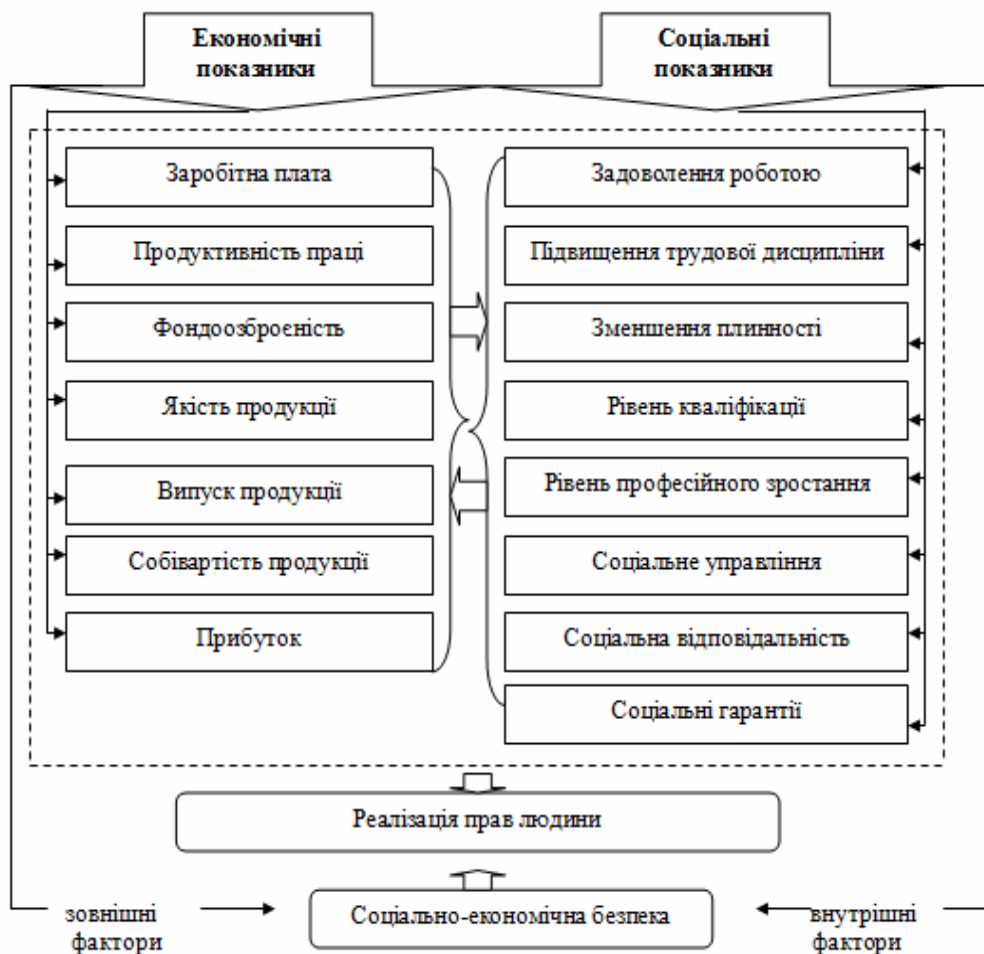 Економічні
показники
Соціальні
показники
Заробітна плата
Продуктивність праці
Фондоозброєність
Якість продукції
Випуск продукції
Собівартість продукції
Прибуток
Задоволення роботою
Підвищення трудової дисципліни
Зменшення плинності
Рівень кваліфікації
Рівень професійного зростання
Соціальне управління
Соціальна відповідальність
Соціальні гарантії
Реалізація прав людини
зовнішні
фактори
Соціально-економічна безпека
внутрішні
фактори